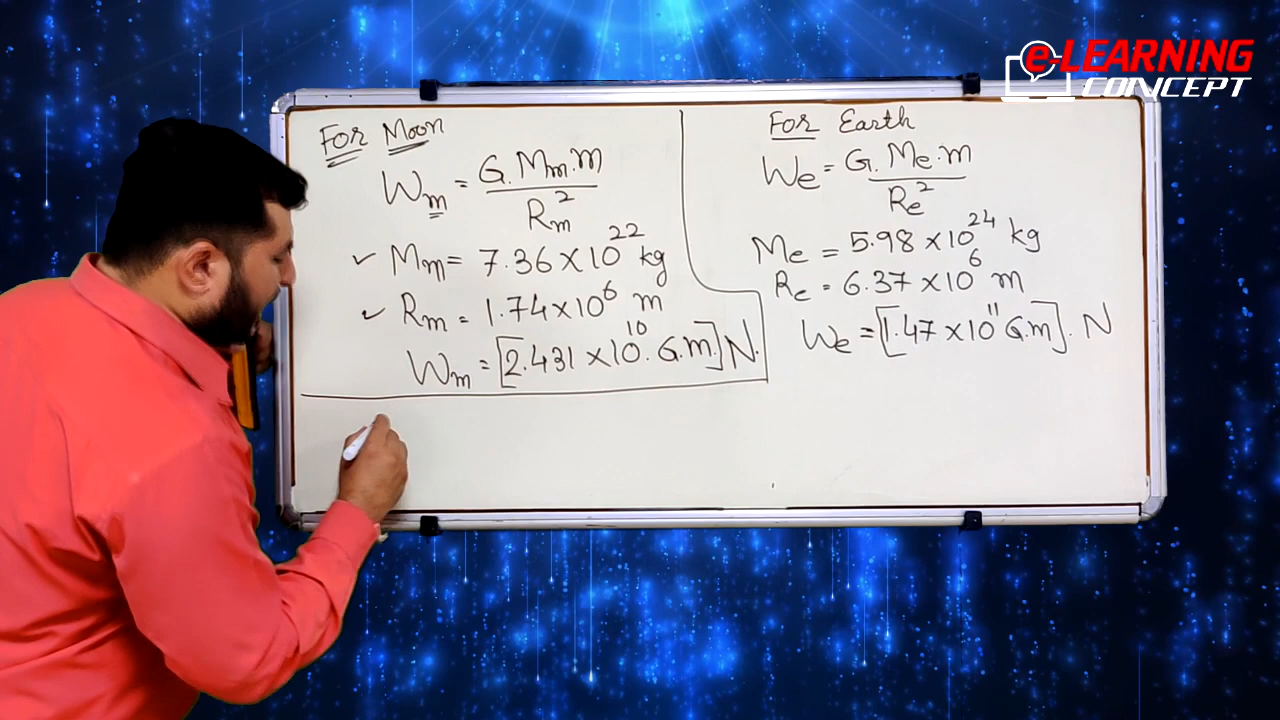 e-LEARNING
CONCEPT
For Moon
Wm = G.Mm.m / Rm²
✓ Mm = 7.36 × 10²² kg
✓ Rm = 1.74 × 10⁶ m
Wm = [2.431 × 10¹⁰. G.m.] N.
For Earth
We = G.Me.m / Re²
Me = 5.98 × 10²⁴ kg
Re = 6.37 × 10⁶ m
We = [1.47 × 10¹¹ G.m]. N